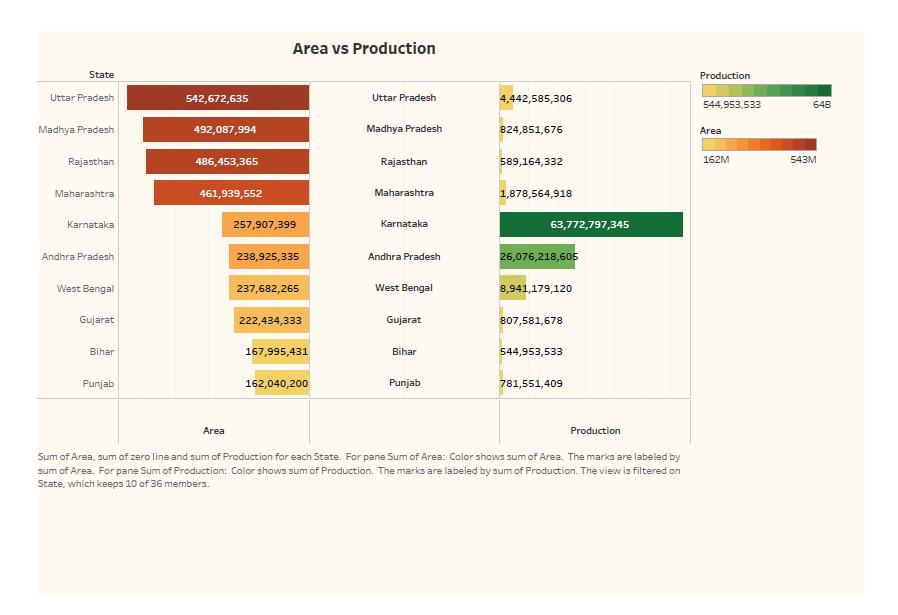 Area vs Production
State
Uttar Pradesh 542,672,635 Uttar Pradesh 4,442,585,306
Madhya Pradesh 492,087,994 Madhya Pradesh 824,851,676
Rajasthan 486,453,365 Rajasthan 589,164,332
Maharashtra 461,939,552 Maharashtra 1,878,564,918
Karnataka 257,907,399 Karnataka 63,772,797,345
Andhra Pradesh 238,925,335 Andhra Pradesh 26,076,218,605
West Bengal 237,682,265 West Bengal 8,941,179,120
Gujarat 222,434,333 Gujarat 807,581,678
Bihar 167,995,431 Bihar 544,953,533
Punjab 162,040,200 Punjab 781,551,409
Area Production
Production
544,953,533 64B
Area
162M 543M
Sum of Area, sum of zero line and sum of Production for each State. For pane Sum of Area: Color shows sum of Area. The marks are labeled by
sum of Area. For pane Sum of Production: Color shows sum of Production. The marks are labeled by sum of Production. The view is filtered on
State, which keeps 10 of 36 members.